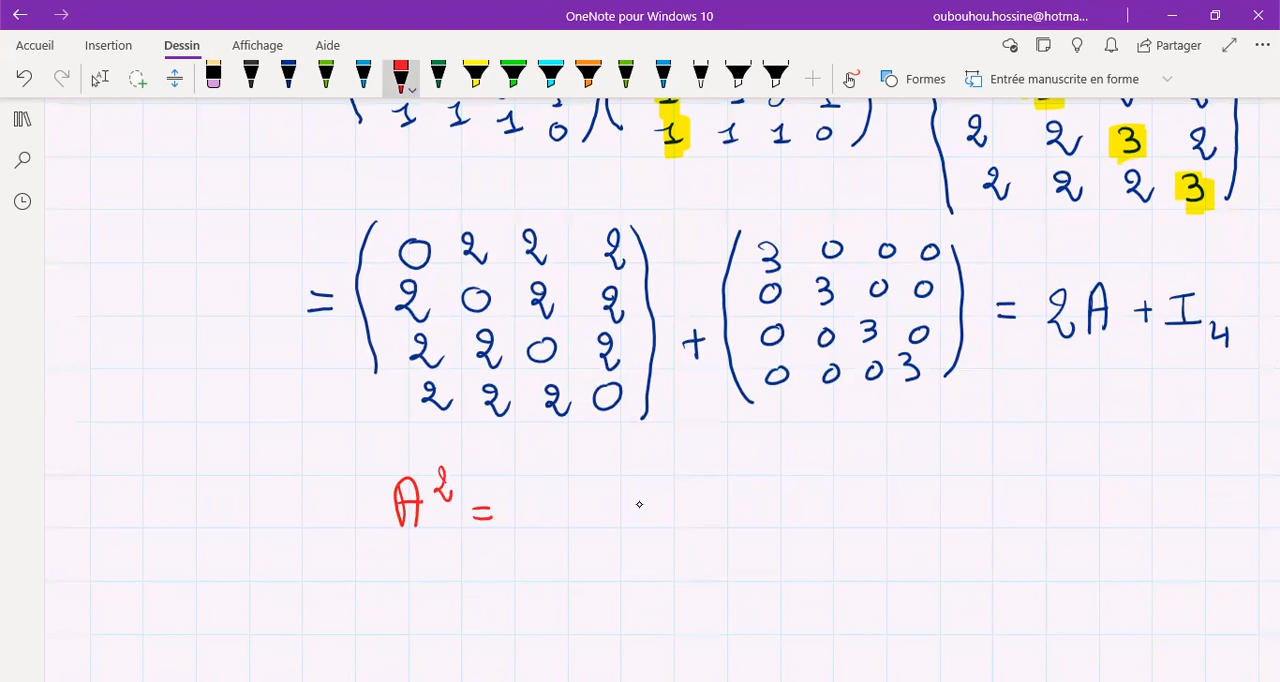 OneNote pour Windows 10
oubouhou.hossine@hotma...
Accueil Insertion Dessin Affichage Aide Partager
Formes Entrée manuscrite en forme
1 1 1 0 1 1 1 0 2 2 3 2
2 2 2 3
= ( 0 2 2 2 ) + ( 3 0 0 0 ) = 2A + I₄
2 0 2 2 0 3 0 0
2 2 0 2 0 0 3 0
2 2 2 0 0 0 0 3
A² =